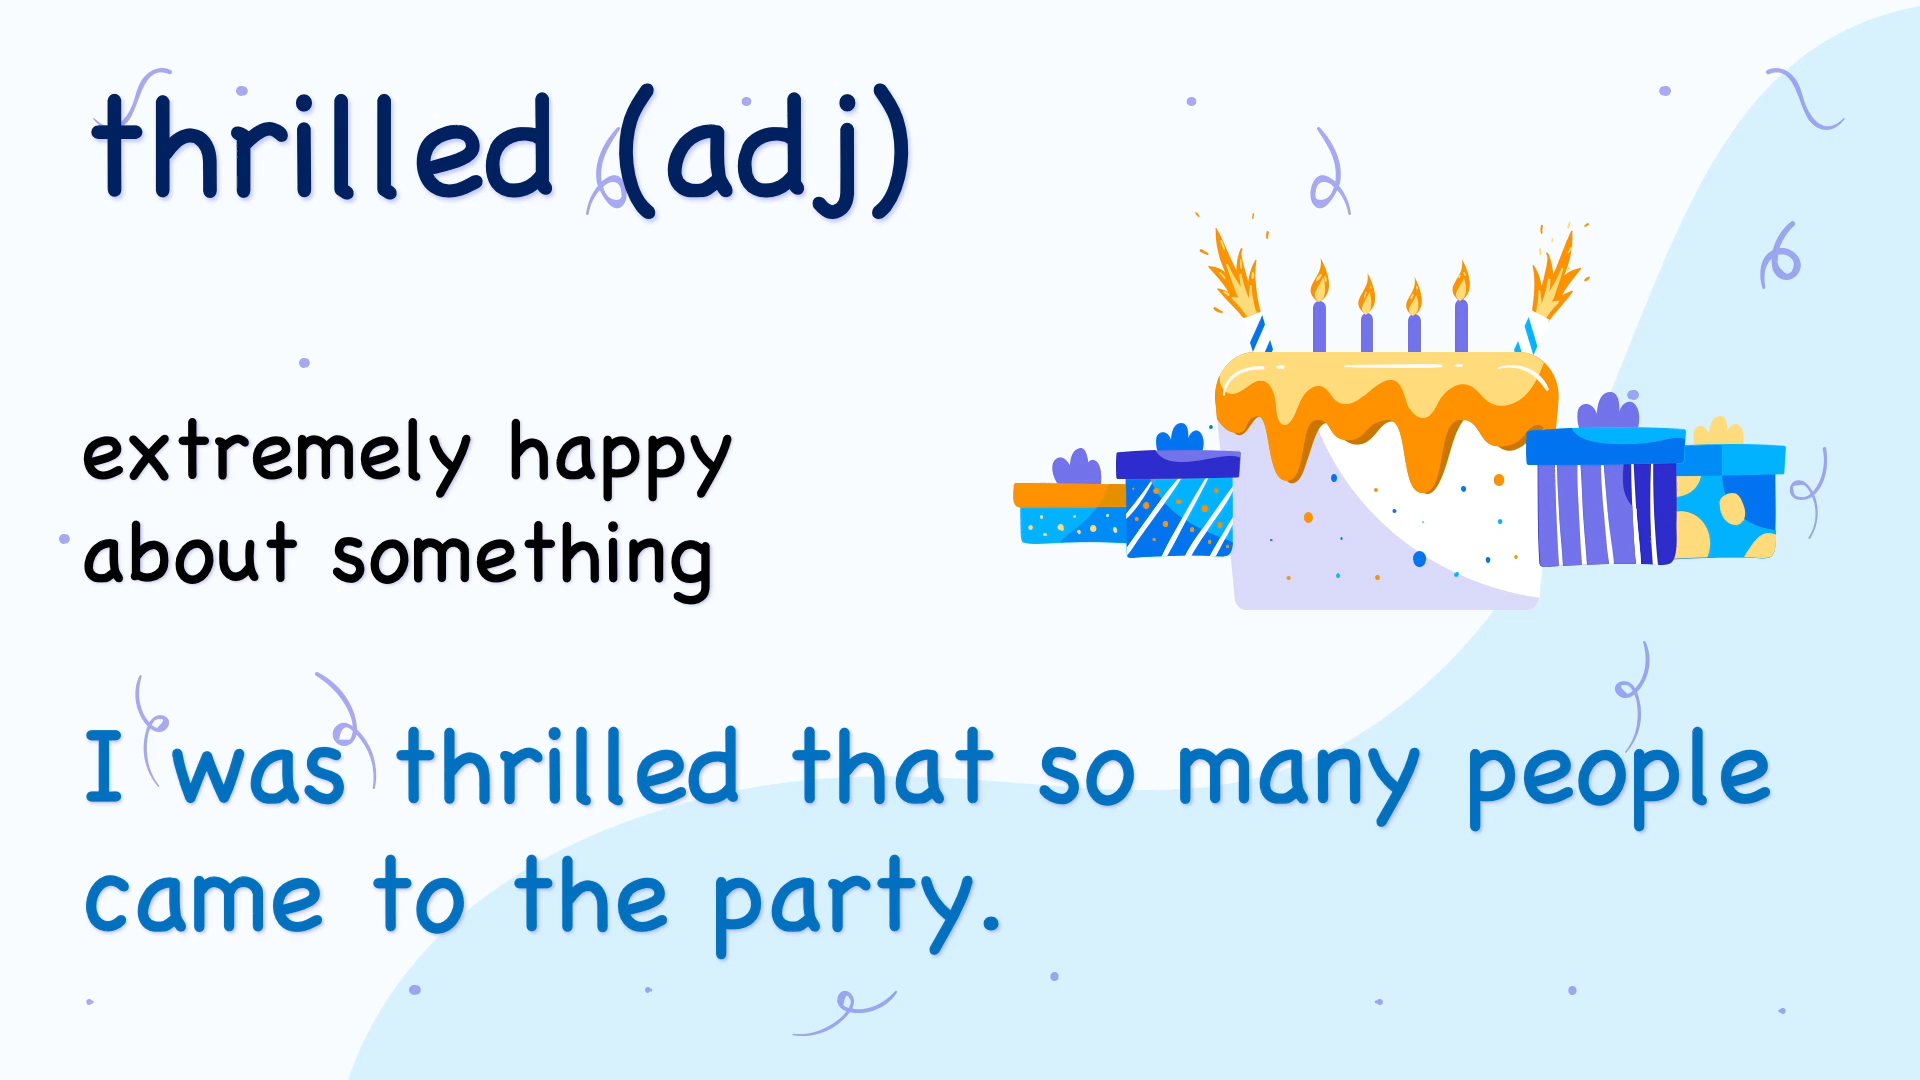 thrilled (adj)
extremely happy
about something
I was thrilled that so many people
came to the party.